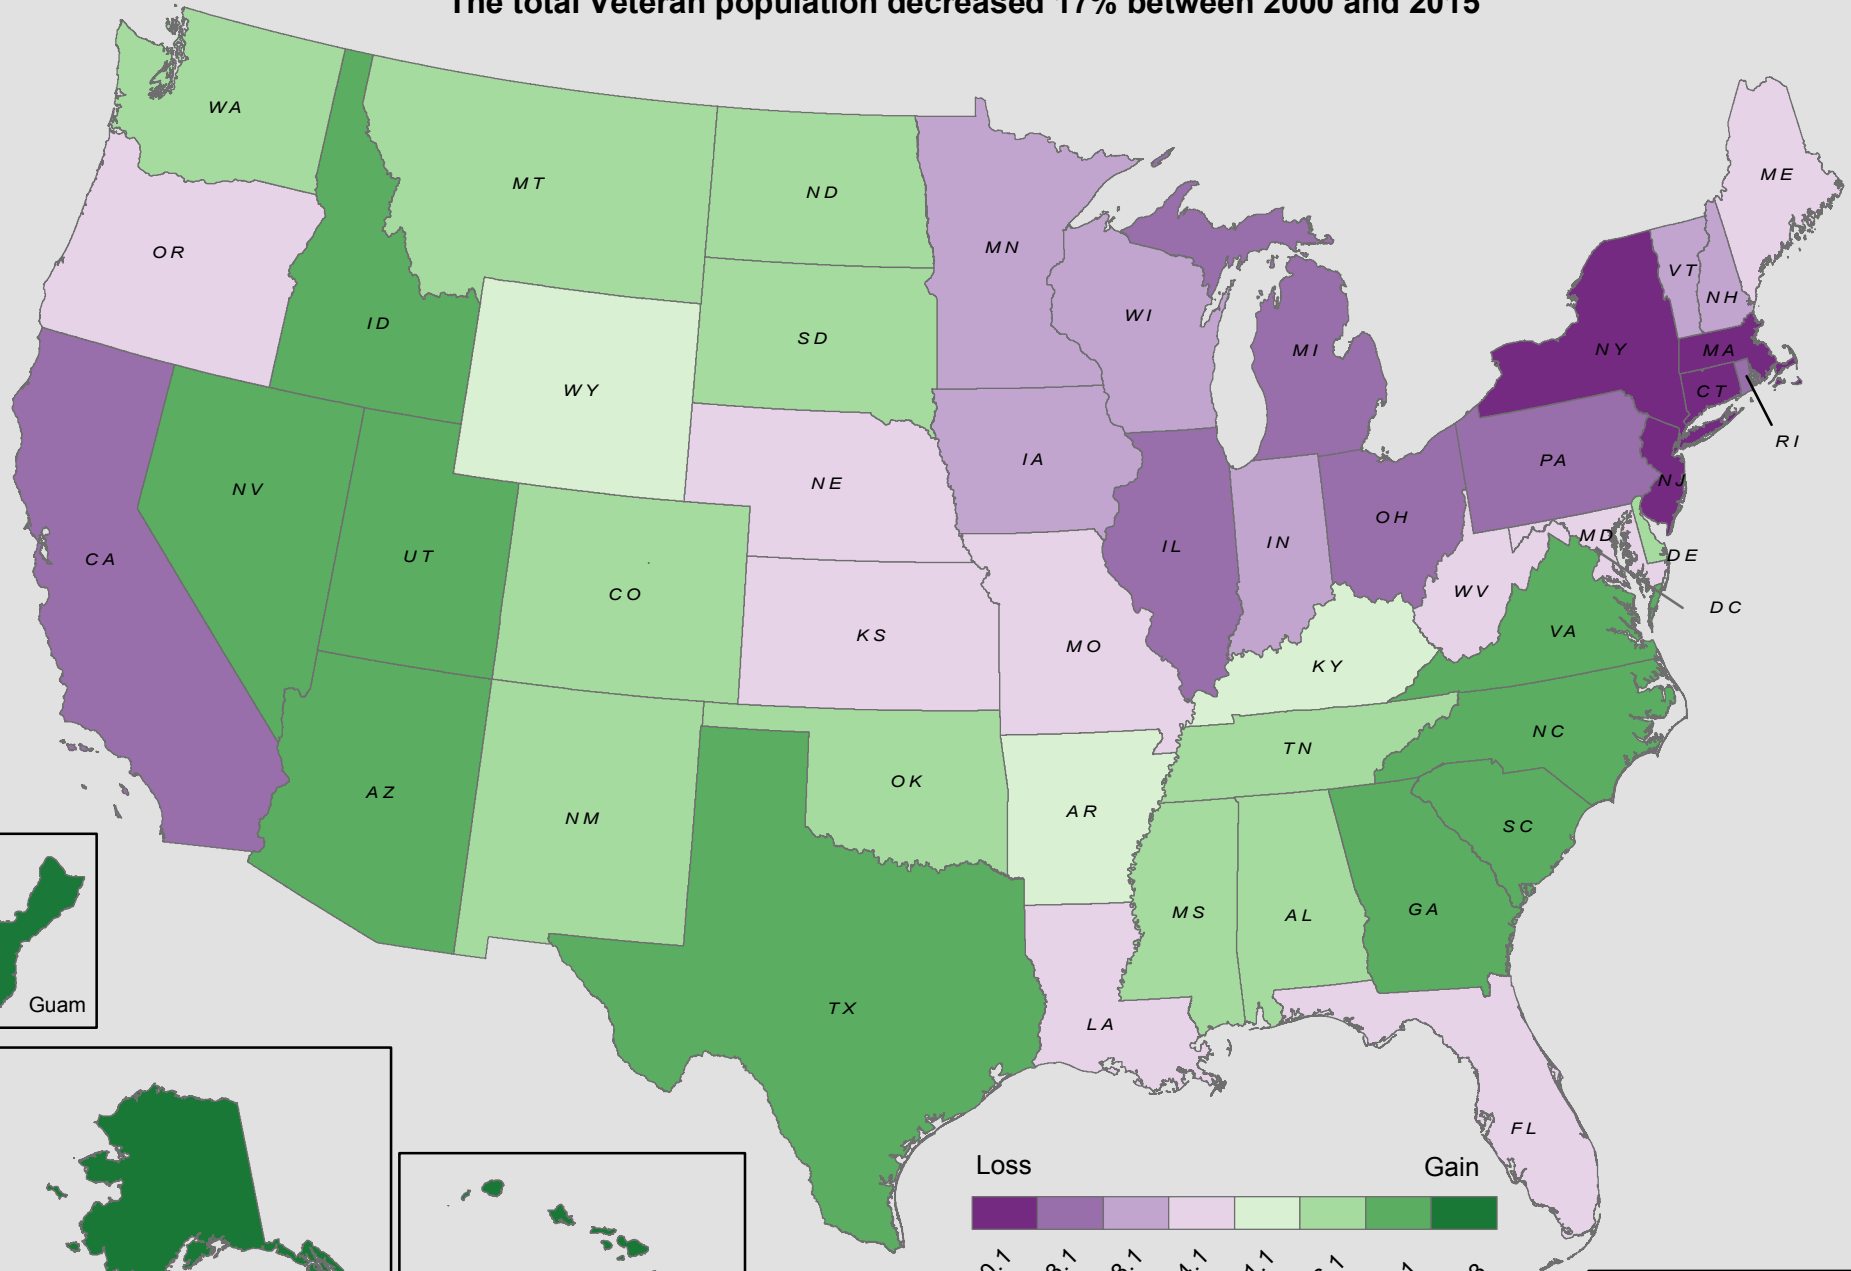 The total Veteran population decreased 17% between 2000 and 2015
WA
MT
ND
MN
ME
OR
ID
SD
WI
MI
VT
NH
NY
MA
CT
RI
WY
NE
IA
PA
NJ
NV
UT
CO
CA
IL
IN
OH
MD
DE
DC
WV
VA
KS
MO
KY
NC
TN
AZ
NM
OK
AR
SC
MS
AL
GA
TX
LA
FL
Guam
Loss
Gain